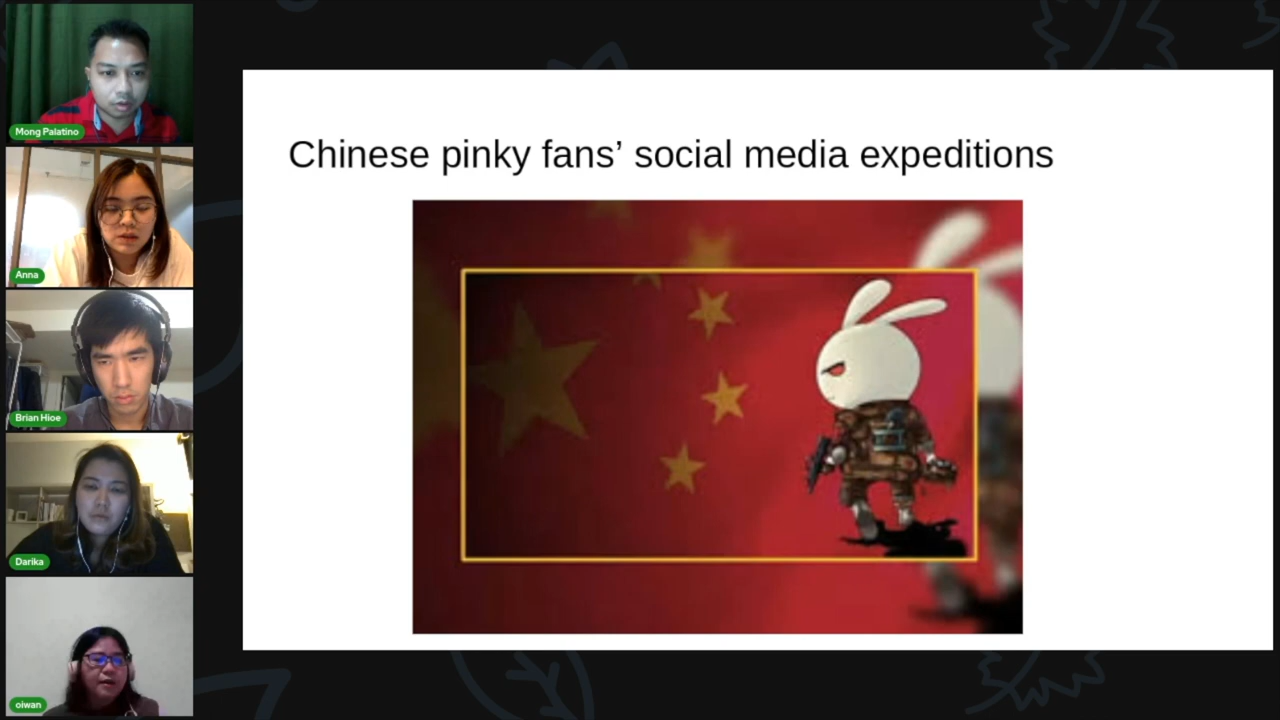 Mong Palatino
Anna
Brian Hioe
Darika
oiwan
Chinese pinky fans’ social media expeditions